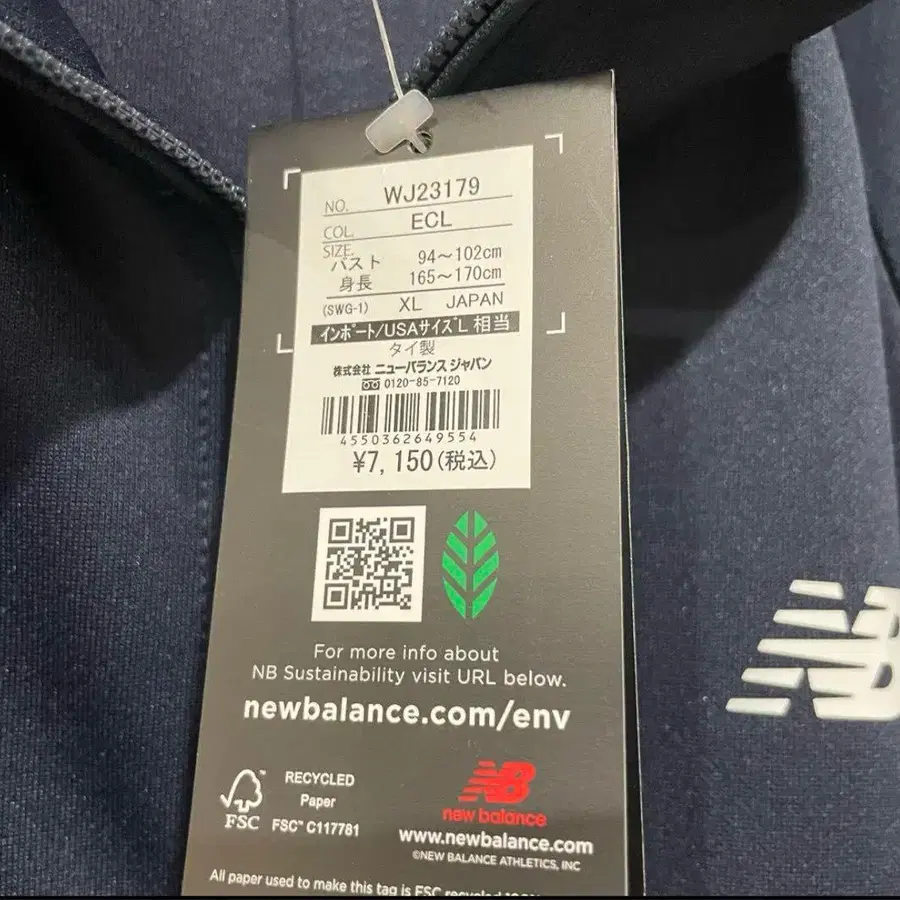 NO. WJ23179
COL. ECL
SIZE.
バスト 94～102cm
身長 165～170cm
(SWG-1) XL JAPAN
インポート/USAサイズL 相当
タイ製
株式会社 ニューバランス ジャパン
0120-85-7120
4550362649554
¥7,150(税込)
For more info about
NB Sustainability visit URL below.
newbalance.com/env
RECYCLED
Paper
FSC™ C117781
FSC
new balance
www.newbalance.com
©NEW BALANCE ATHLETICS, INC
All paper used to make this tag is FSC recycled
NB